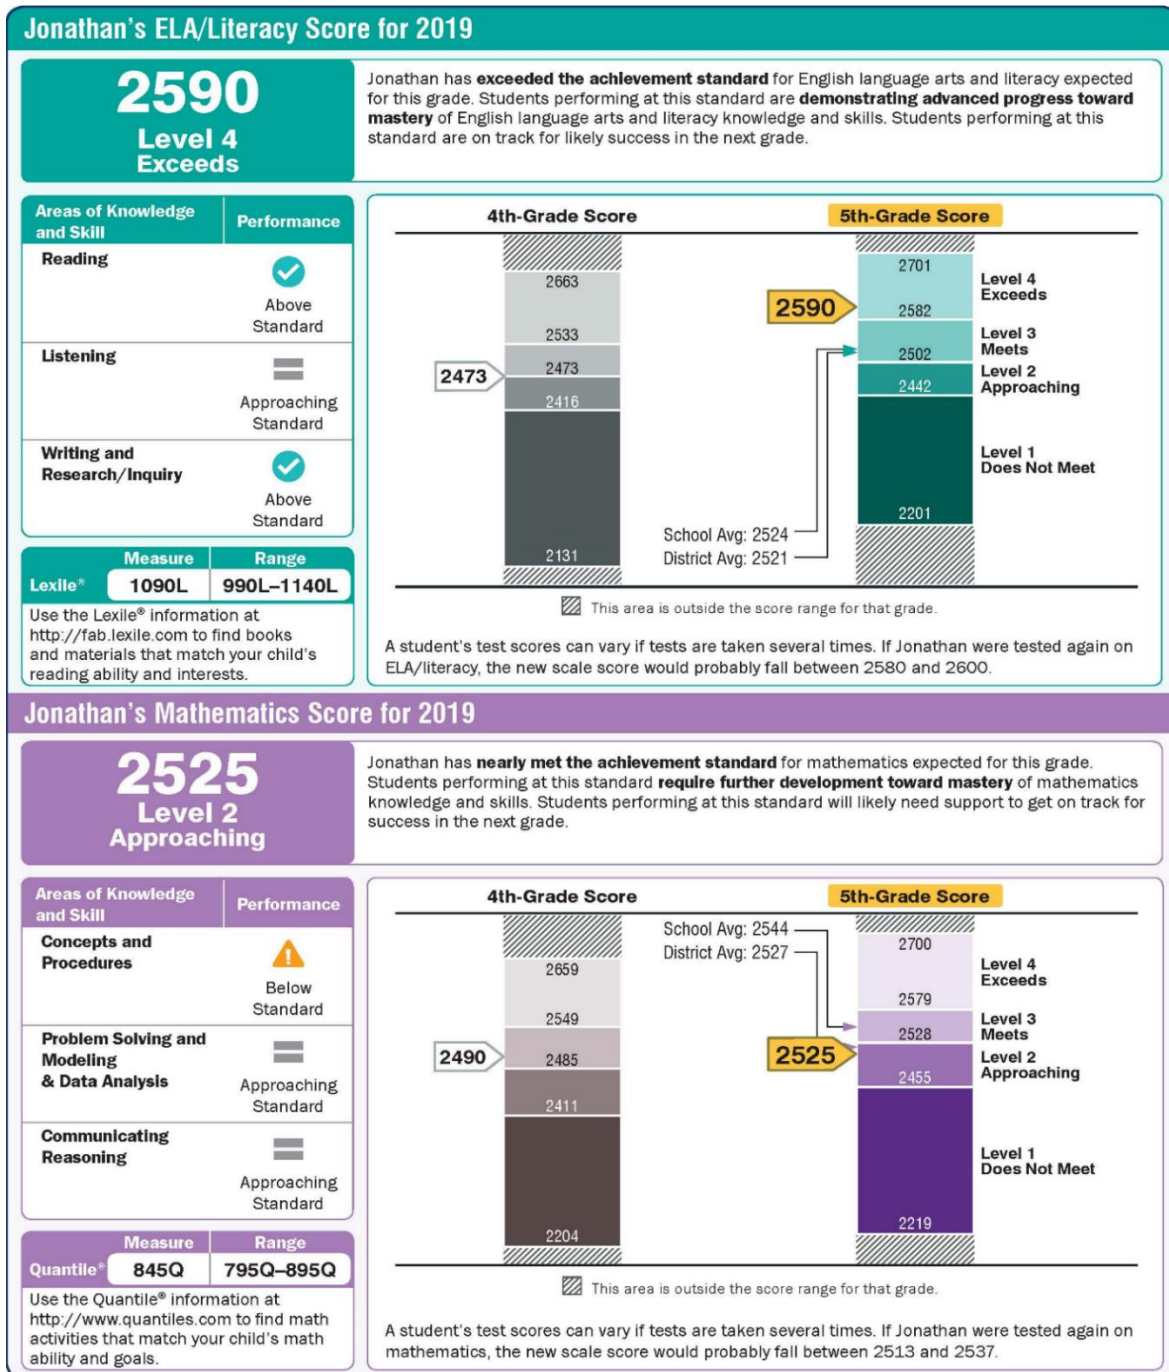 Jonathan's ELA/Literacy Score for 2019
2590
Level 4
Exceeds
Jonathan has exceeded the achievement standard for English language arts and literacy expected
for this grade. Students performing at this standard are demonstrating advanced progress toward
mastery of English language arts and literacy knowledge and skills. Students performing at this
standard are on track for likely success in the next grade.
Areas of Knowledge
and Skill
Performance
Reading
Above
Standard
Listening
Approaching
Standard
Writing and
Research/Inquiry
Above
Standard
Measure
Range
Lexile®
1090L
990L–1140L
Use the Lexile® information at
http://fab.lexile.com to find books
and materials that match your child's
reading ability and interests.
4th-Grade Score
2663
2533
2473
2473
2416
2131
5th-Grade Score
2701
2590
2582
2502
2442
2201
Level 4
Exceeds
Level 3
Meets
Level 2
Approaching
Level 1
Does Not Meet
School Avg: 2524
District Avg: 2521
This area is outside the score range for that grade.
A student's test scores can vary if tests are taken several times. If Jonathan were tested again on
ELA/literacy, the new scale score would probably fall between 2580 and 2600.
Jonathan's Mathematics Score for 2019
2525
Level 2
Approaching
Jonathan has nearly met the achievement standard for mathematics expected for this grade.
Students performing at this standard require further development toward mastery of mathematics
knowledge and skills. Students performing at this standard will likely need support to get on track for
success in the next grade.
Areas of Knowledge
and Skill
Performance
Concepts and
Procedures
Below
Standard
Problem Solving and
Modeling
& Data Analysis
Approaching
Standard
Communicating
Reasoning
Approaching
Standard
Measure
Range
Quantile®
845Q
795Q–895Q
Use the Quantile® information at
http://www.quantiles.com to find math
activities that match your child's math
ability and goals.
4th-Grade Score
2659
2549
2490
2485
2411
2204
5th-Grade Score
School Avg: 2544
District Avg: 2527
2700
2579
2528
2525
2455
2219
Level 4
Exceeds
Level 3
Meets
Level 2
Approaching
Level 1
Does Not Meet
This area is outside the score range for that grade.
A student's test scores can vary if tests are taken several times. If Jonathan were tested again on
mathematics, the new scale score would probably fall between 2513 and 2537.